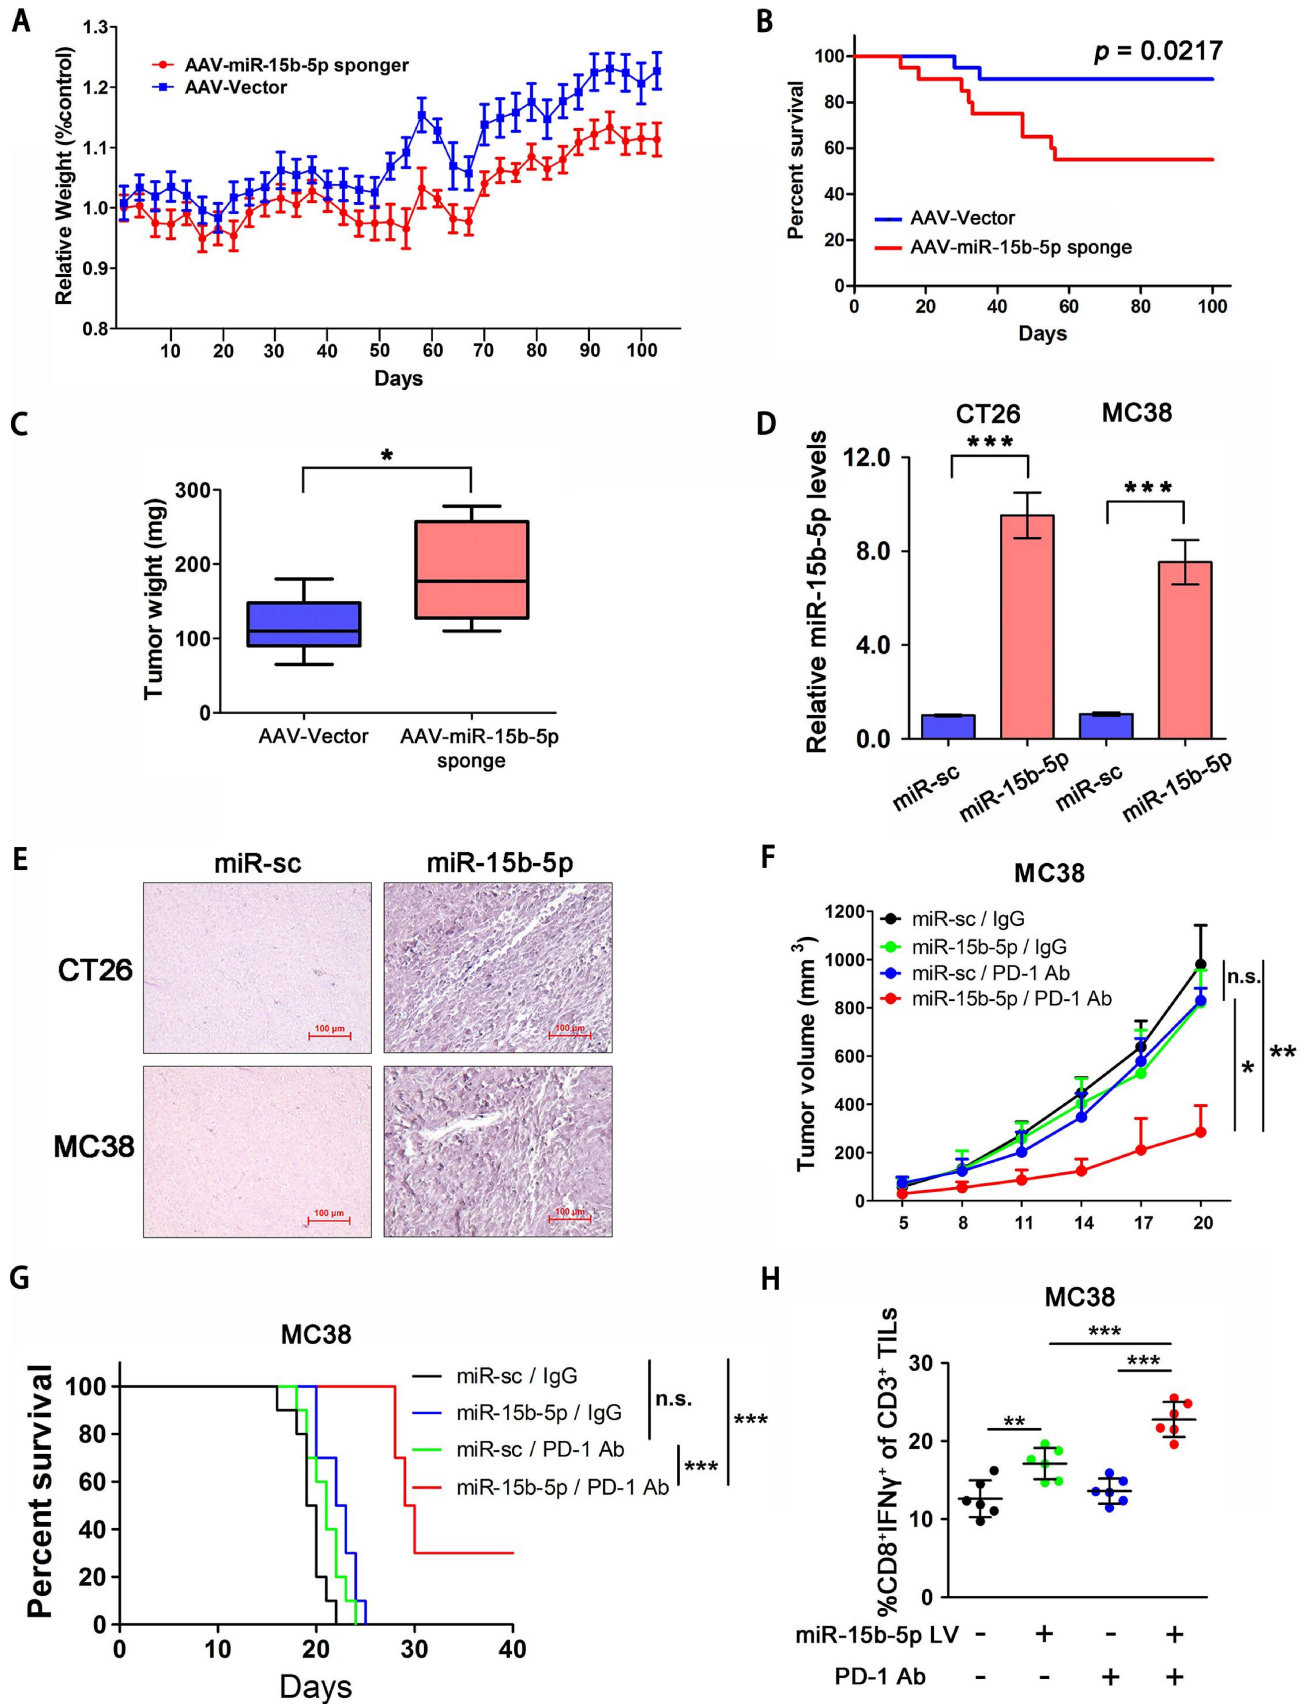 A
1.3
1.2
1.1
1.0
0.9
0.8
Relative Weight (%control)
AAV-miR-15b-5p sponger
AAV-Vector
10 20 30 40 50 60 70 80 90 100
Days
B
100
80
60
40
20
0
Percent survival
p = 0.0217
AAV-Vector
AAV-miR-15b-5p sponge
0 20 40 60 80 100
Days
C
*
300
200
100
0
Tumor wight (mg)
AAV-Vector AAV-miR-15b-5p
sponge
D
CT26 MC38
*** ***
12.0
8.0
4.0
0.0
Relative miR-15b-5p levels
miR-sc miR-15b-5p miR-sc miR-15b-5p
E
miR-sc miR-15b-5p
CT26
100 μm 100 μm
MC38
100 μm 100 μm
F
MC38
1200
1000
800
600
400
200
0
Tumor volume (mm 3)
miR-sc / IgG
miR-15b-5p / IgG
miR-sc / PD-1 Ab
miR-15b-5p / PD-1 Ab
n.s.
*
**
5 8 11 14 17 20
G
MC38
100
80
60
40
20
0
Percent survival
miR-sc / IgG
miR-15b-5p / IgG
miR-sc / PD-1 Ab
miR-15b-5p / PD-1 Ab
n.s.
***
***
0 10 20 30 40
Days
H
MC38
***
***
**
30
20
10
0
%CD8+IFNγ+ of CD3+ TILs
miR-15b-5p LV - + - +
PD-1 Ab - - + +